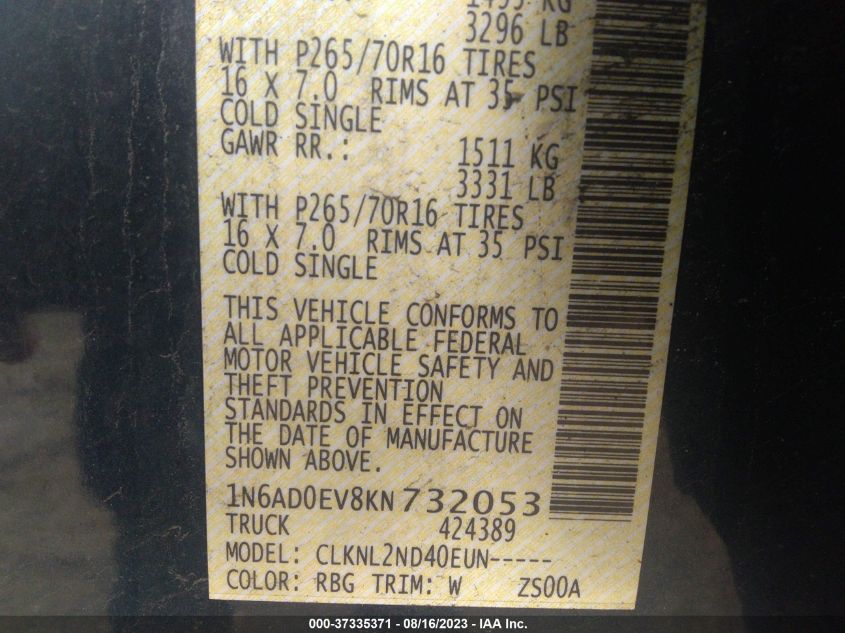 1495 KG
3296 LB
WITH P265/70R16 TIRES
16 X 7.0 RIMS AT 35 PSI
COLD SINGLE
GAWR RR.: 1511 KG
3331 LB
WITH P265/70R16 TIRES
16 X 7.0 RIMS AT 35 PSI
COLD SINGLE
THIS VEHICLE CONFORMS TO
ALL APPLICABLE FEDERAL
MOTOR VEHICLE SAFETY AND
THEFT PREVENTION
STANDARDS IN EFFECT ON
THE DATE OF MANUFACTURE
SHOWN ABOVE.
1N6AD0EV8KN732053
TRUCK 424389
MODEL: CLKNL2ND40EUN-----
COLOR: RBG TRIM: W ZS00A
000-37335371 - 08/16/2023 - IAA Inc.